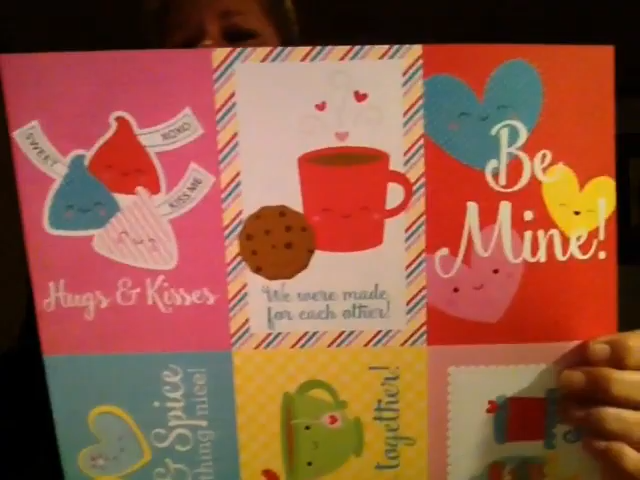 SWEET
XOXO
KISS ME
Hugs & Kisses
We were made
for each other!
Be
Mine!
& Spice
thing nice!
together!